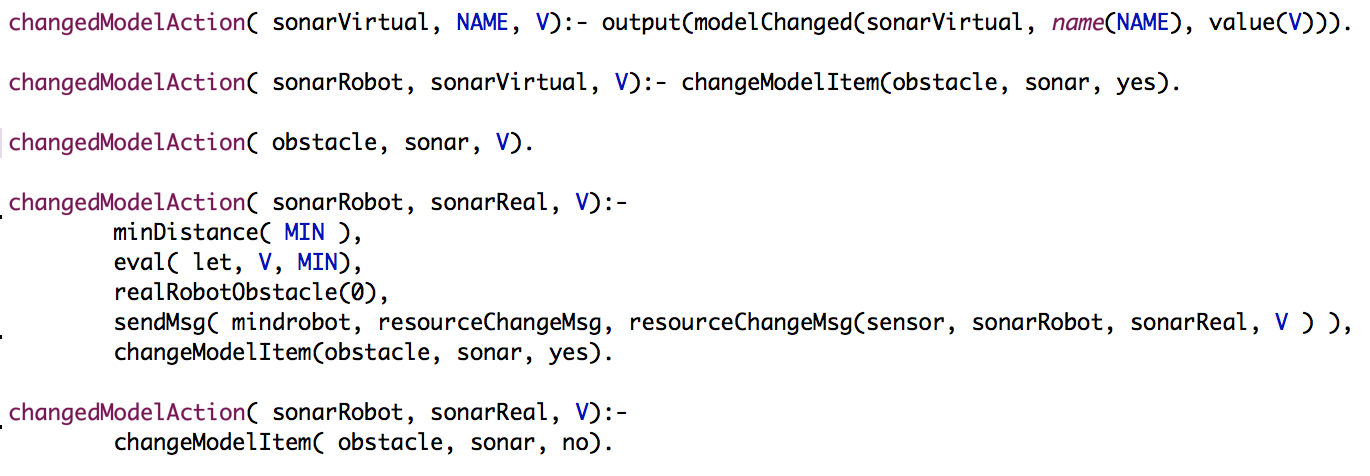 changedModelAction( sonarVirtual, NAME, V):- output(modelChanged(sonarVirtual, name(NAME), value(V))).
changedModelAction( sonarRobot, sonarVirtual, V):- changeModelItem(obstacle, sonar, yes).
changedModelAction( obstacle, sonar, V).
changedModelAction( sonarRobot, sonarReal, V):-
minDistance( MIN ),
eval( let, V, MIN),
realRobotObstacle(0),
sendMsg( mindrobot, resourceChangeMsg, resourceChangeMsg(sensor, sonarRobot, sonarReal, V ) ),
changeModelItem(obstacle, sonar, yes).
changedModelAction( sonarRobot, sonarReal, V):-
changeModelItem( obstacle, sonar, no).